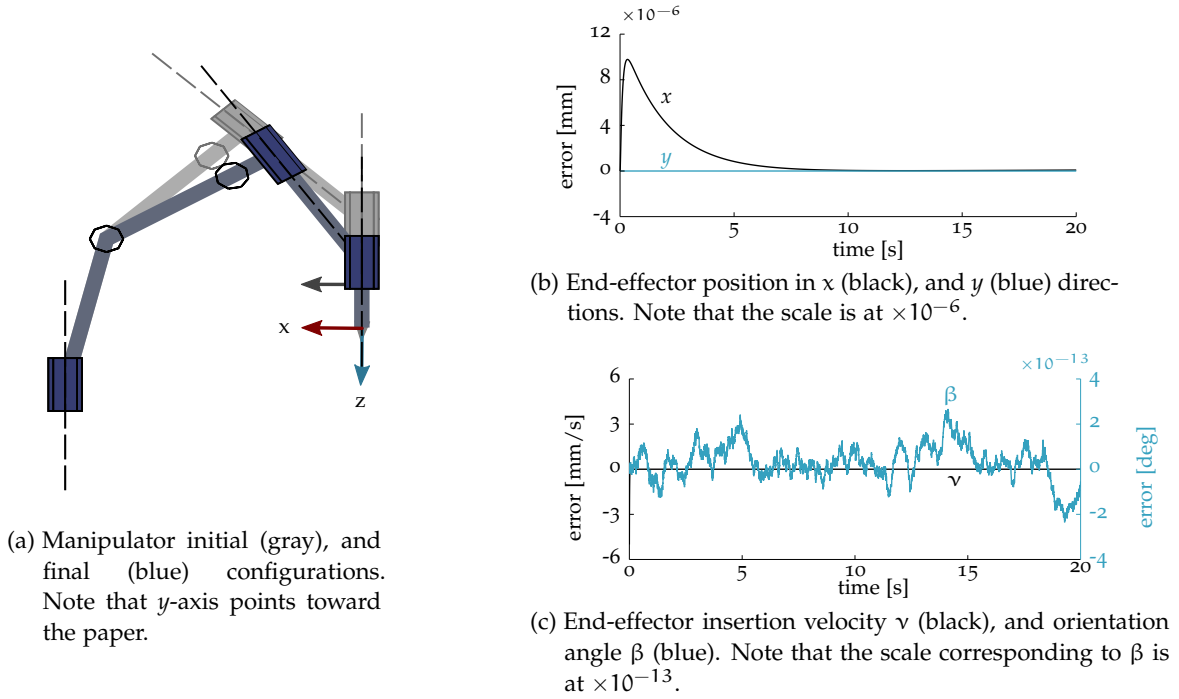 x
z
(a) Manipulator initial (gray), and
final (blue) configurations.
Note that y-axis points toward
the paper.
×10⁻⁶
12
8
4
0
-4
error [mm]
x
y
0 5 10 15 20
time [s]
(b) End-effector position in x (black), and y (blue) direc-
tions. Note that the scale is at ×10⁻⁶.
×10⁻¹³
6
3
0
-3
-6
error [mm/s]
β
ν
4
2
0
-2
-4
error [deg]
0 5 10 15 20
time [s]
(c) End-effector insertion velocity ν (black), and orientation
angle β (blue). Note that the scale corresponding to β is
at ×10⁻¹³.